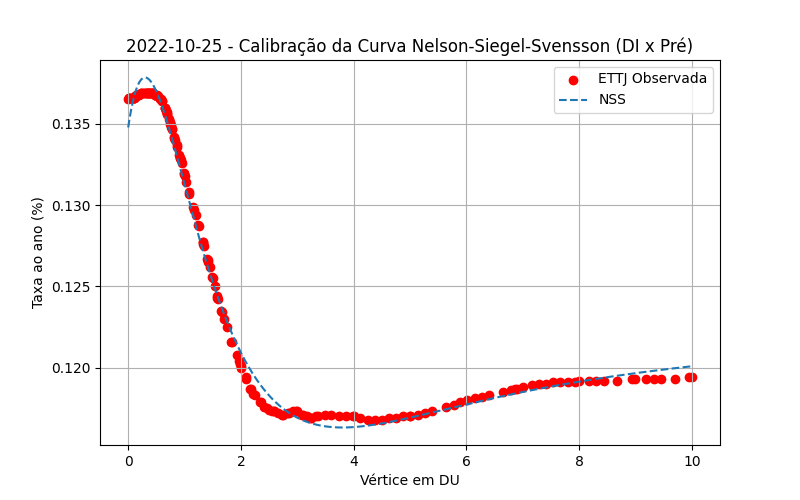 2022-10-25 - Calibração da Curva Nelson-Siegel-Svensson (DI x Pré)
ETTJ Observada
NSS
Taxa ao ano (%)
0.135
0.130
0.125
0.120
0
2
4
6
8
10
Vértice em DU